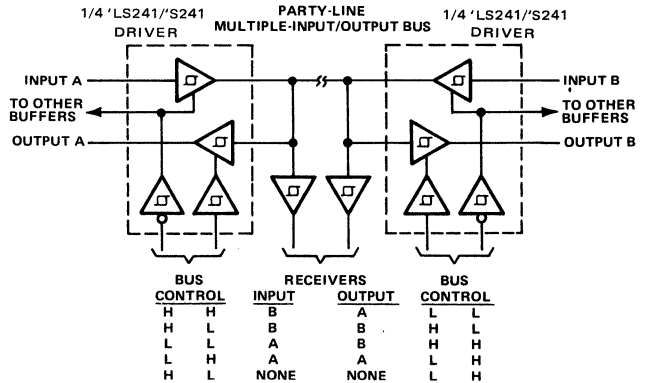 1/4 'LS241/'S241
DRIVER
PARTY-LINE
MULTIPLE-INPUT/OUTPUT BUS
1/4 'LS241/'S241
DRIVER
INPUT A
INPUT B
TO OTHER
BUFFERS
TO OTHER
BUFFERS
OUTPUT A
OUTPUT B
BUS
CONTROL
RECEIVERS
INPUT OUTPUT
BUS
CONTROL
H H B A L L
H L B B H L
L L A B H H
L H A A L H
H L NONE NONE L H